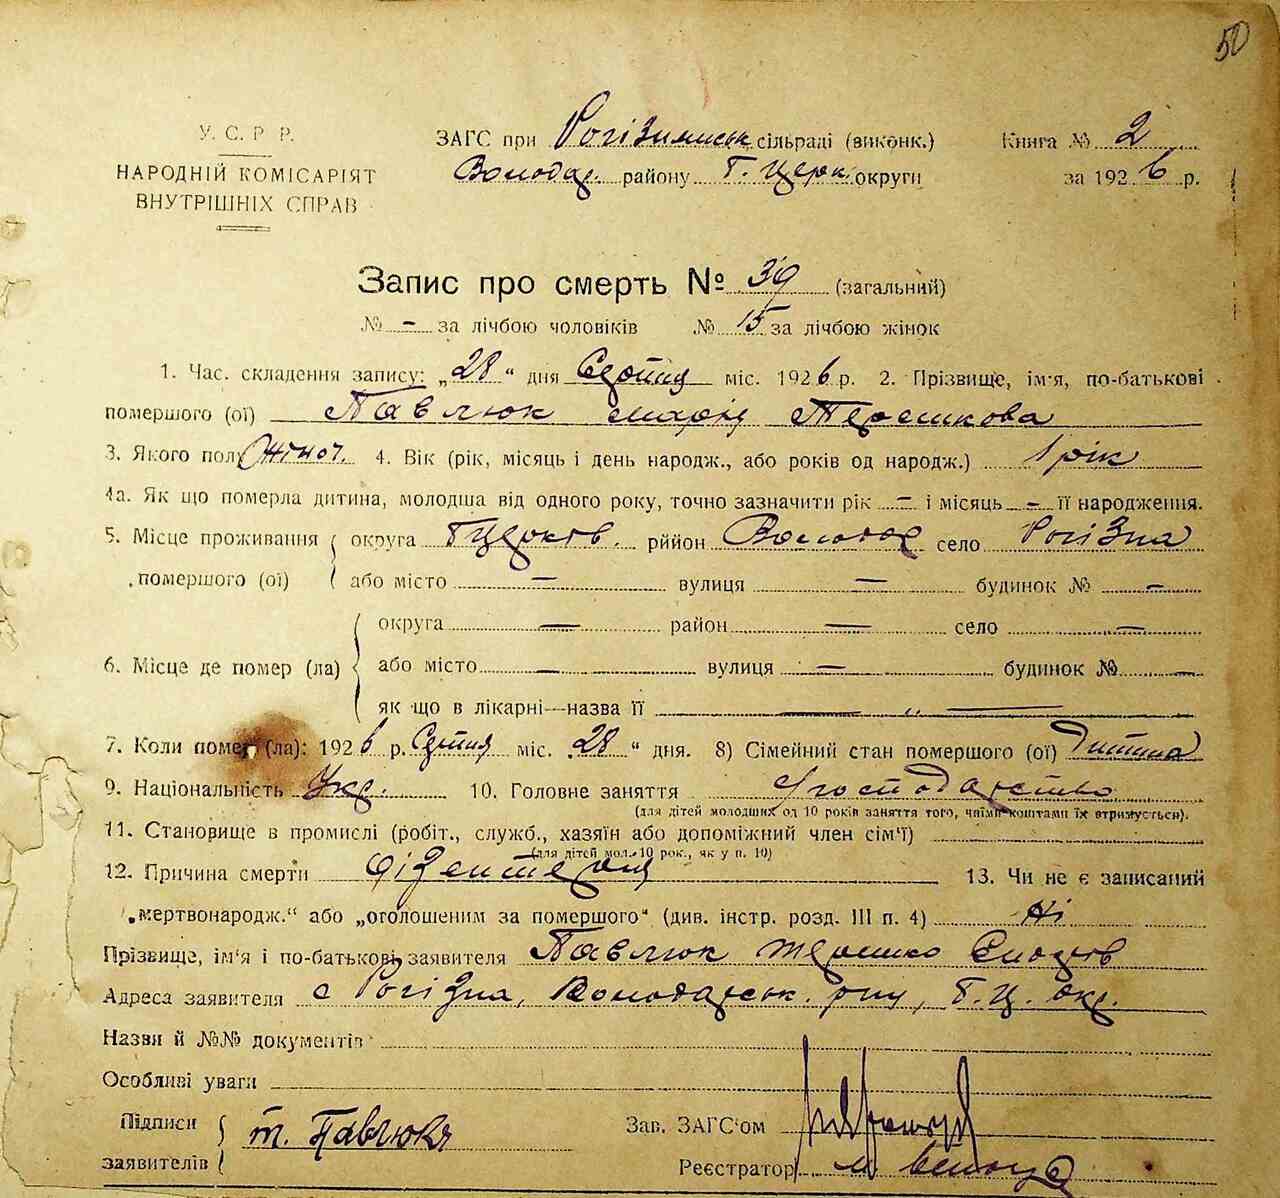 50
У. С. Р. Р.
НАРОДНІЙ КОМІСАРІЯТ
ВНУТРІШНІХ СПРАВ
ЗАГС при Рогізнянськ. сільраді (виконк.) Книга № 2
Володар. району Б. Церк. округи за 1926 р.
Запис про смерть № 39 (загальний)
№ – за лічбою чоловіків № 15 за лічбою жінок
1. Час. складення запису: „28“ дня Серпня міс. 1926 р. 2. Прізвище, ім'я, по-батькові
помершого (ої) Павлюк Марія Терешкова
3. Якого полу Жіноч. 4. Вік (рік, місяць і день народж., або років од народж.) 1 рік
4а. Як що померла дитина, молодша від одного року, точно зазначити рік – і місяць – її народження.
5. Місце проживання округа Б Церков. рййон Володар село Рогізна
помершого (ої) або місто — вулиця — будинок № –
округа — район — село —
6. Місце де помер (ла) або місто — вулиця — будинок № –
як що в лікарні—назва її — „ —
7. Коли помер (ла): 1926 р. Серпня міс. 28 “ дня. 8) Сімейний стан помершого (ої) Дитина
9. Національність Укр. 10. Головне заняття Господарство
(для дітей молодших од 10 років заняття того, чиїми коштами їх втримується).
11. Становище в промислі (робіт., служб., хазяїн або допоміжний член сім'ї)
(для дітей мол. 10 рок., як у п. 10)
12. Причина смерти дізентерия 13. Чи не є записаний
„мертвонародж.“ або „оголошеним за помершого“ (див. інстр. розд. III п. 4) Ні
Прізвище, ім'я і по-батькові заявителя Павлюк Терешко
Адреса заявителя с Рогізна, Володарськ. р-ну, Б. Ц. окр.
Назви й №№ документів
Особливі уваги
Підписи т. Павлюк Зав. ЗАГС'ом
заявителів Реєстратор